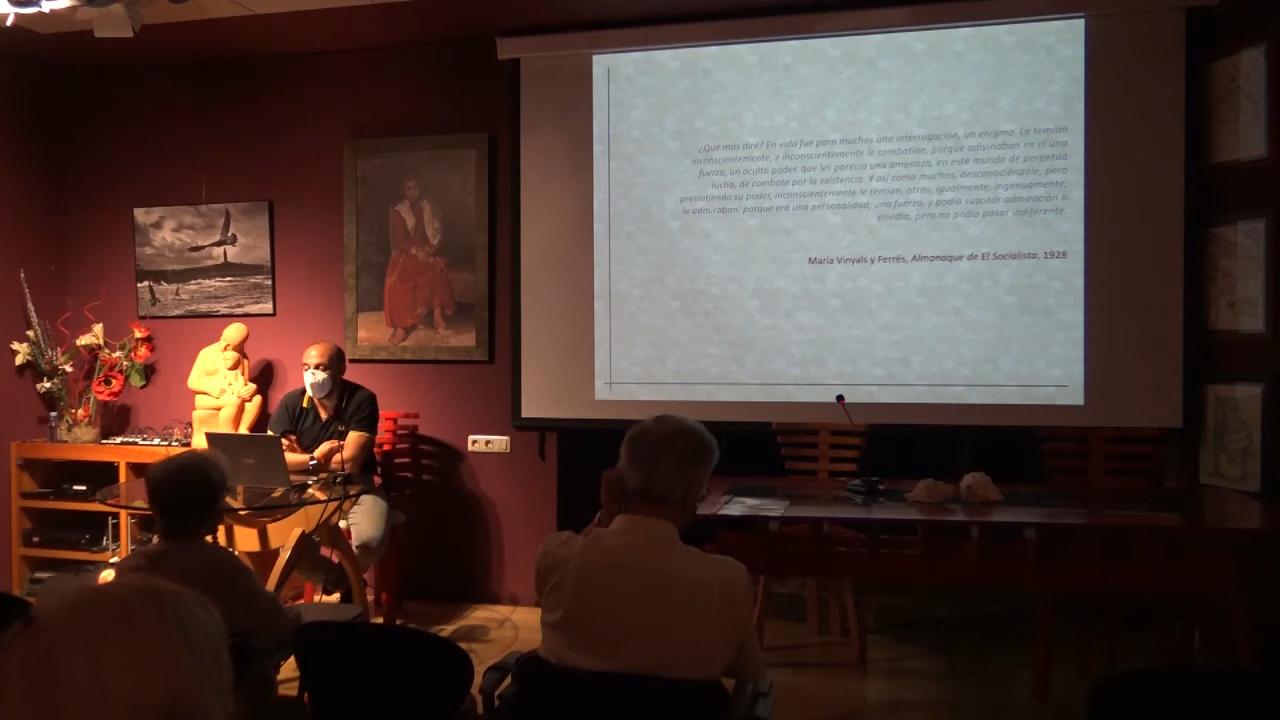 ¿Qué más diré? En vida fue para muchos una interrogación, un enigma. Le temían
inconscientemente, e inconscientemente le combatían, porque adivinaban en él una
fuerza, un oculto poder, que les parecía una amenaza, en este mundo de perpetua
lucha, de combate por la existencia. Y así como muchos, desconociéndole, pero
presintiendo su poder, inconscientemente le temían, otros, igualmente, ingenuamente,
le admiraban: porque era una personalidad, una fuerza, y podía suscitar admiración o
envidia, pero no podía pasar indiferente.
María Vinyals y Ferrés, Almanaque de El Socialista, 1928